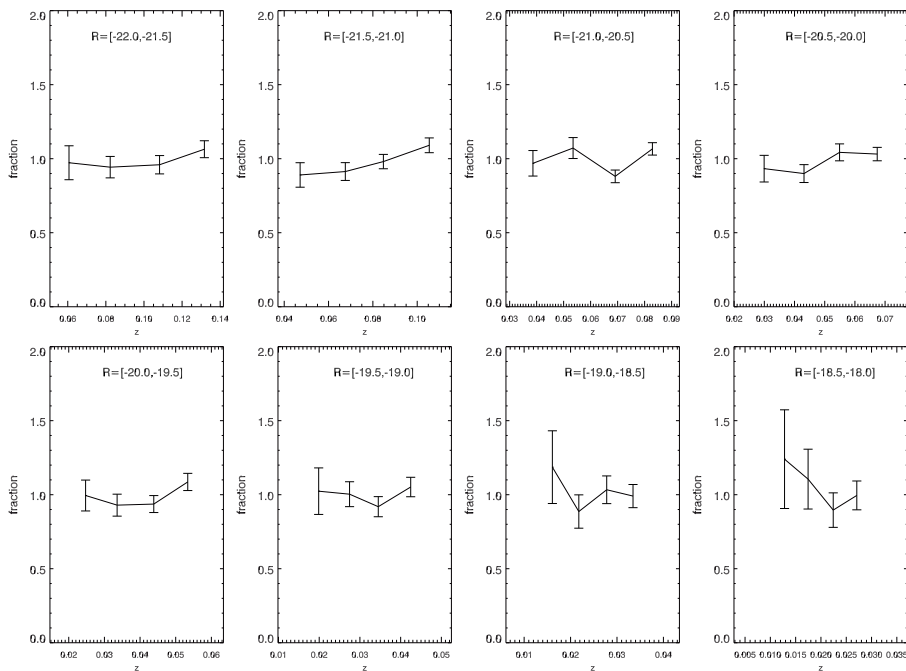 2.0 R=[-22.0,-21.5] 2.0 R=[-21.5,-21.0] 2.0 R=[-21.0,-20.5] 2.0 R=[-20.5,-20.0]
1.5 1.5 1.5 1.5
fraction 1.0 fraction 1.0 fraction 1.0 fraction 1.0
0.5 0.5 0.5 0.5
0.0 0.0 0.0 0.0
0.06 0.08 0.10 0.12 0.14 0.04 0.06 0.08 0.10 0.03 0.04 0.05 0.06 0.07 0.08 0.09 0.02 0.03 0.04 0.05 0.06 0.07
z z z z
2.0 R=[-20.0,-19.5] 2.0 R=[-19.5,-19.0] 2.0 R=[-19.0,-18.5] 2.0 R=[-18.5,-18.0]
1.5 1.5 1.5 1.5
fraction 1.0 fraction 1.0 fraction 1.0 fraction 1.0
0.5 0.5 0.5 0.5
0.0 0.0 0.0 0.0
0.02 0.03 0.04 0.05 0.06 0.01 0.02 0.03 0.04 0.05 0.01 0.02 0.03 0.04 0.005 0.010 0.015 0.020 0.025 0.030 0.035
z z z z